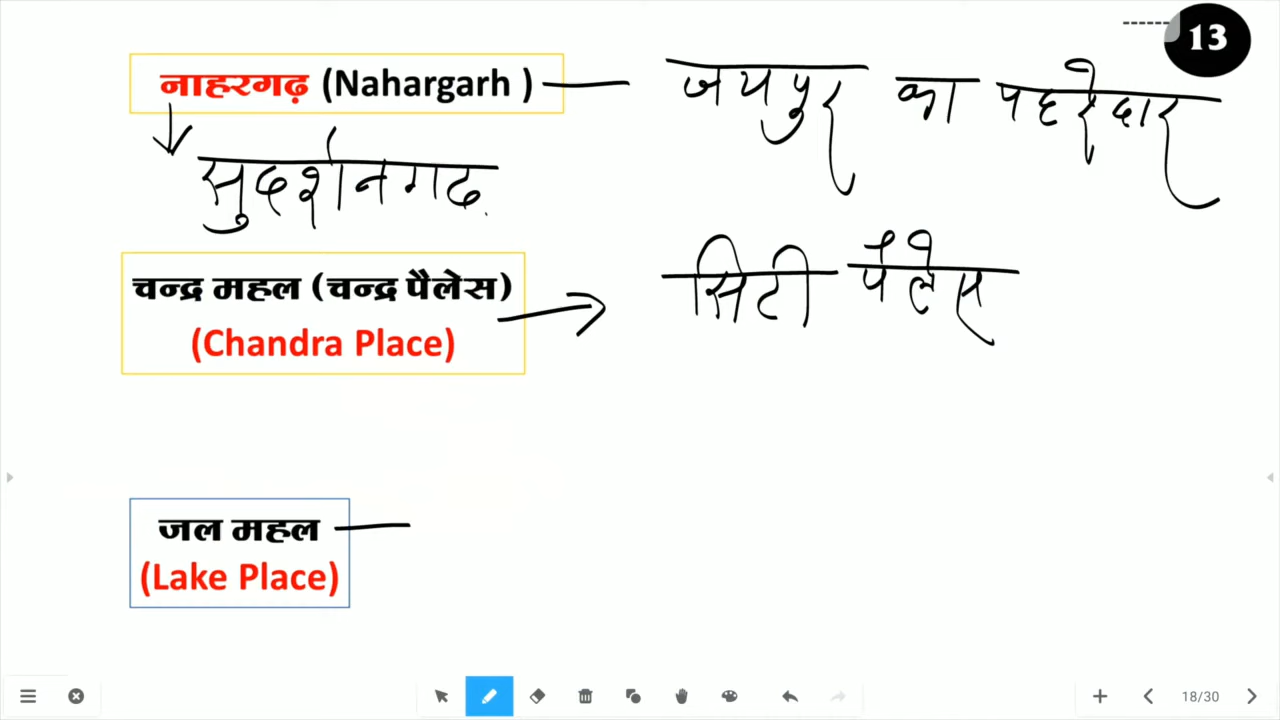 13
नाहरगढ़ (Nahargarh ) जयपुर का पहरेदार
सुदर्शनगढ
चन्द्र महल (चन्द्र पैलेस) सिटी पैलेस
(Chandra Place)
जल महल
(Lake Place)
18/30